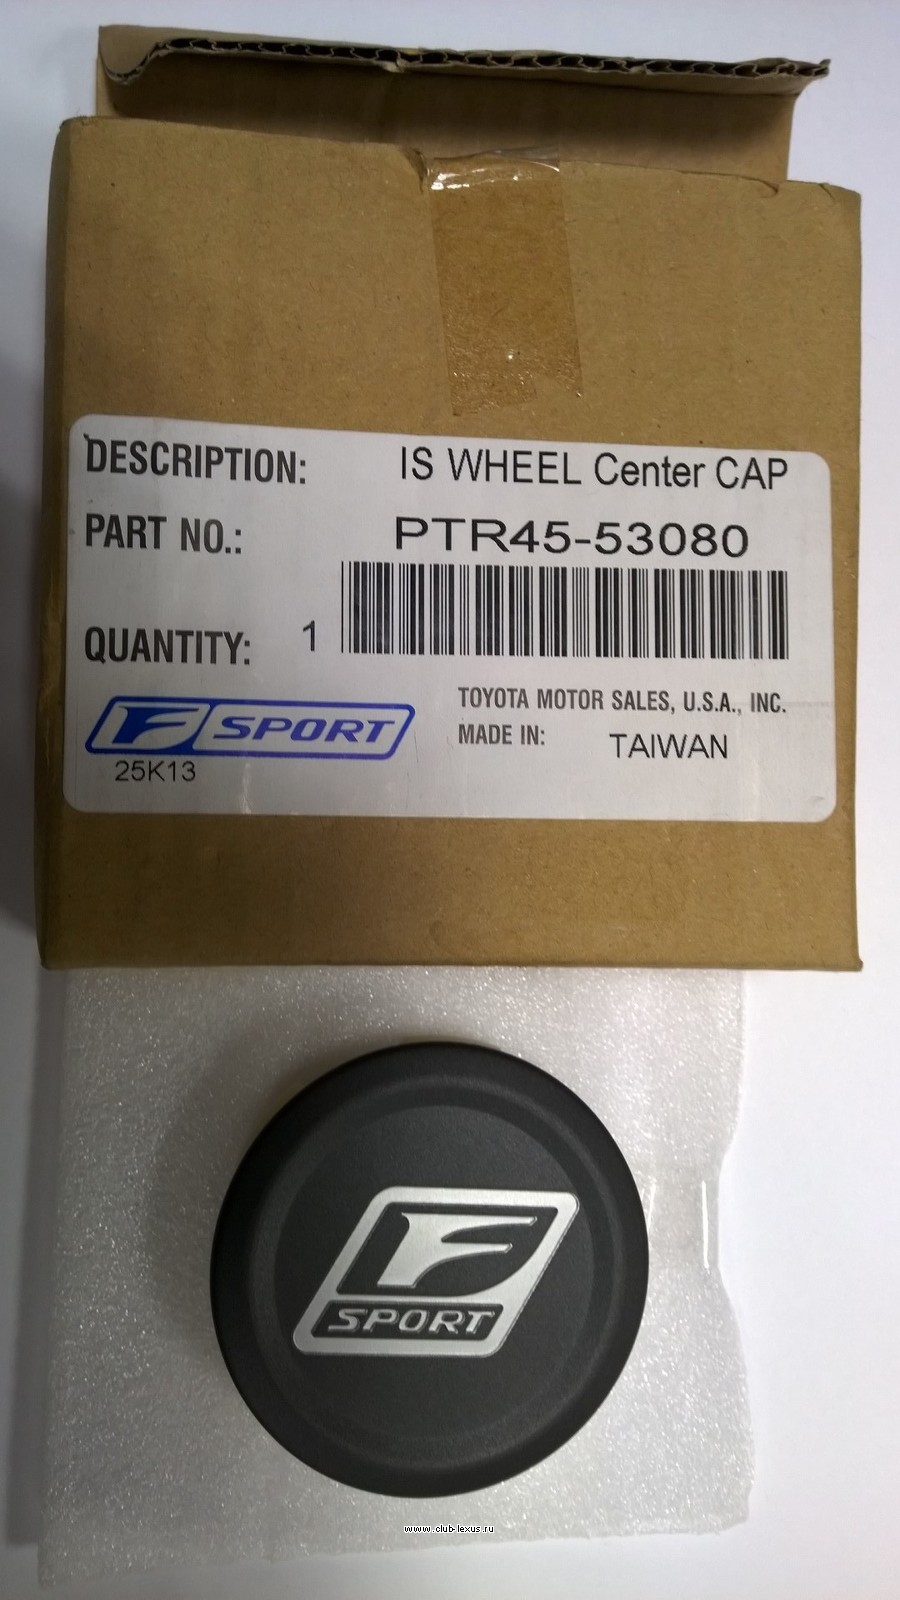 DESCRIPTION: IS WHEEL Center CAP
PART NO.: PTR45-53080
QUANTITY: 1
F SPORT
25K13
TOYOTA MOTOR SALES, U.S.A., INC.
MADE IN: TAIWAN
F
SPORT
www.club-lexus.ru